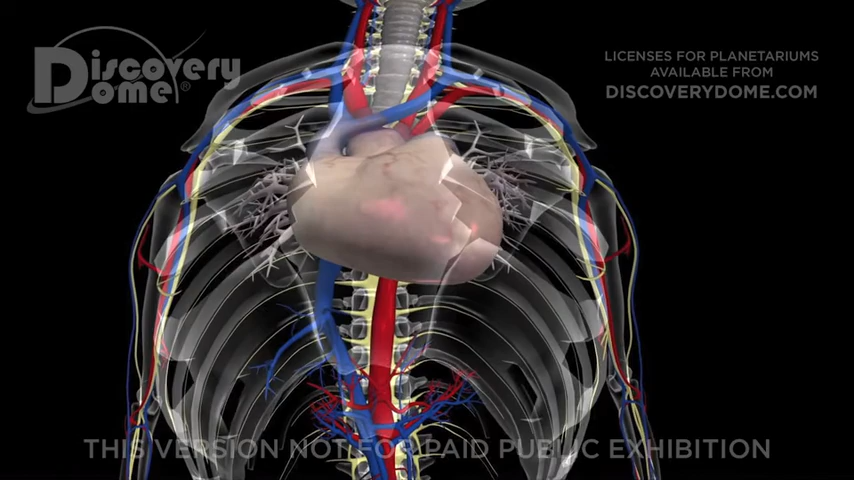 Discovery
Dome®
LICENSES FOR PLANETARIUMS
AVAILABLE FROM
DISCOVERYDOME.COM
THIS VERSION NOT FOR PAID PUBLIC EXHIBITION